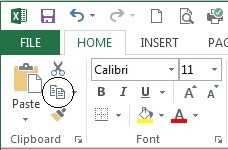 FILE HOME INSERT PAG
Calibri 11
Paste B I U A A
A
Clipboard Font